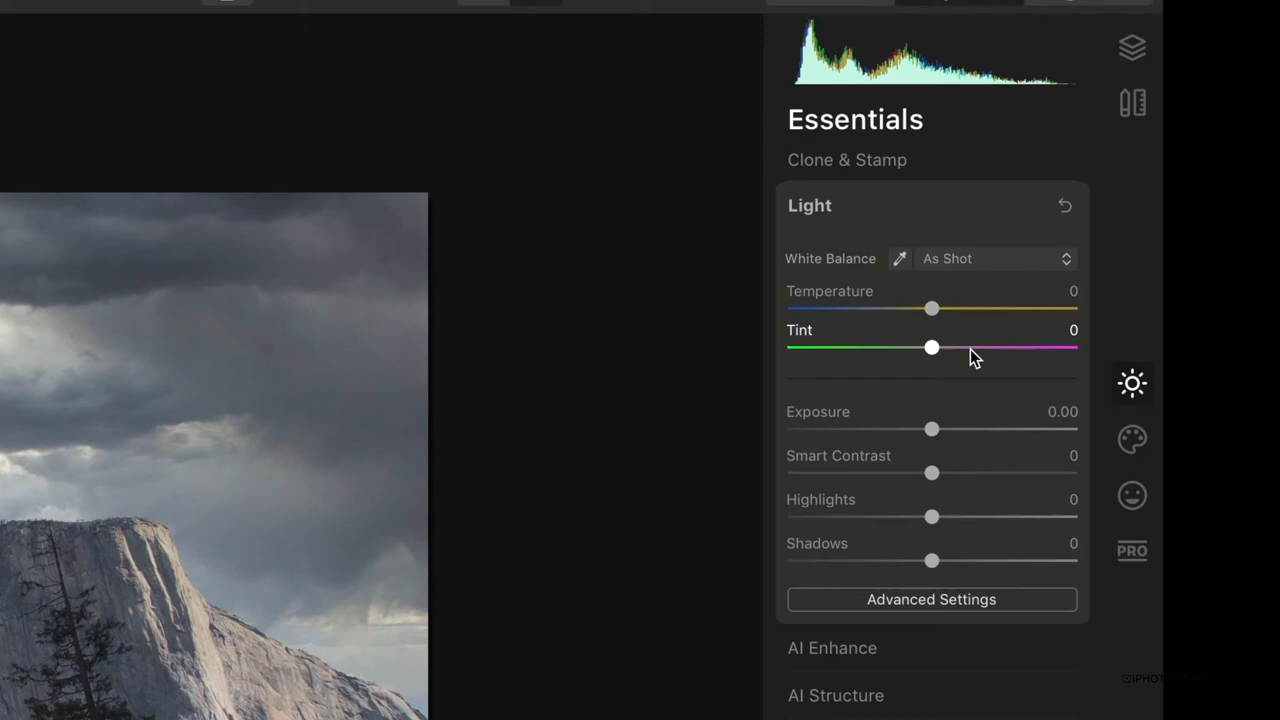 Essentials
Clone & Stamp
Light
White Balance As Shot
Temperature 0
Tint 0
Exposure 0.00
Smart Contrast 0
Highlights 0
Shadows 0
Advanced Settings
AI Enhance
AI Structure
PRO